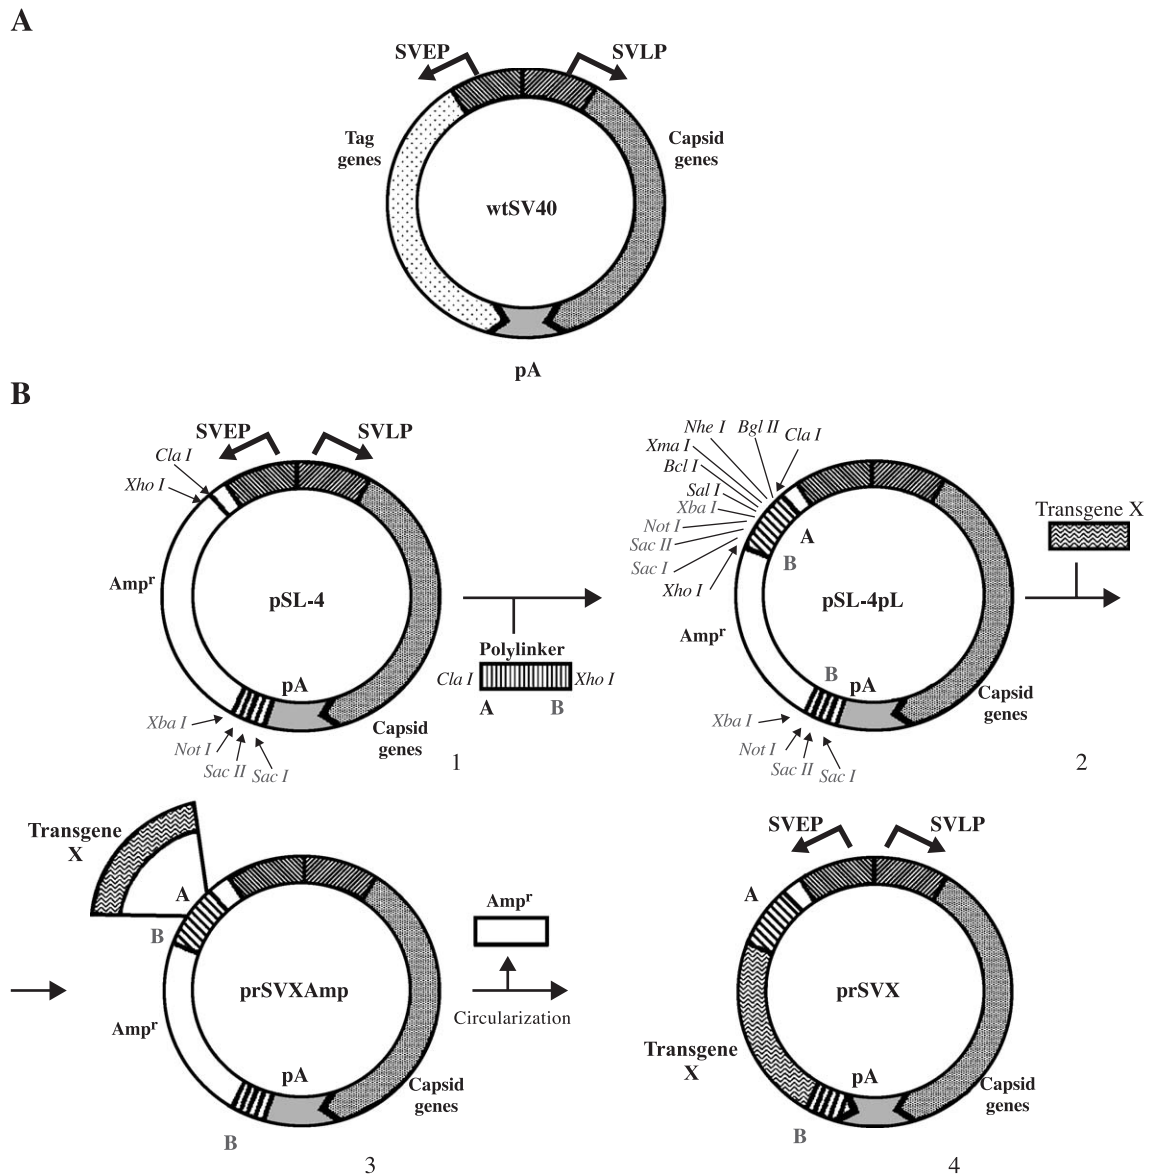 A
SVEP
SVLP
Tag
genes
Capsid
genes
wtSV40
pA
B
SVEP
SVLP
Cla I
Xho I
Ampr
pSL-4
pA
Xba I
Not I
Sac II
Sac I
Capsid
genes
1
Polylinker
Cla I
Xho I
A
B
Nhe I
Bgl II
Cla I
Xma I
Bcl I
Sal I
Xba I
Not I
Sac II
Sac I
Xho I
A
B
pSL-4pL
Ampr
B
pA
Xba I
Not I
Sac II
Sac I
Capsid
genes
2
Transgene X
Transgene
X
A
B
prSVXAmp
Ampr
pA
Capsid
genes
B
3
Ampr
Circularization
SVEP
SVLP
A
prSVX
Transgene
X
pA
Capsid
genes
B
4